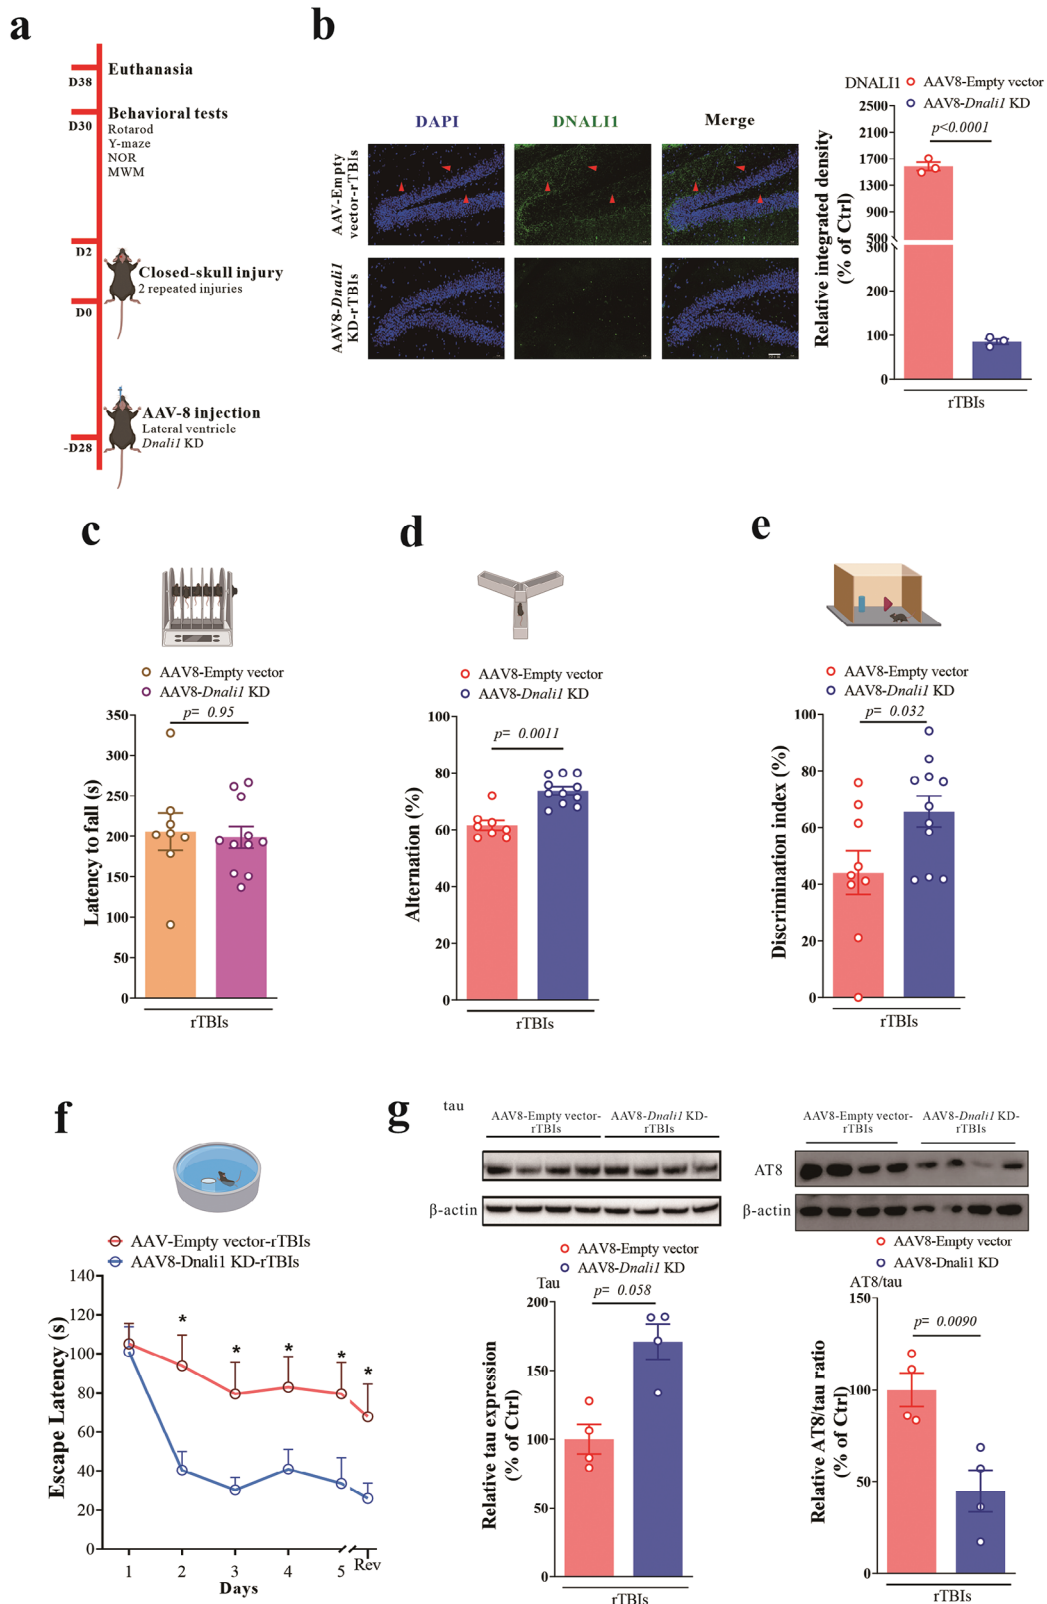 a
D38
Euthanasia
D30
Behavioral tests
Rotarod
Y-maze
NOR
MWM
D2
Closed-skull injury
2 repeated injuries
D0
AAV-8 injection
Lateral ventricle
Dnali1 KD
-D28
b
DAPI
DNALI1
Merge
AAV-Empty
vector-rTBIs
AAV8-Dnali1
KD-rTBIs
DNALI1
AAV8-Empty vector
AAV8-Dnali1 KD
p<0.0001
Relative integrated density
(% of Ctrl)
2500
2100
1700
1300
900
500
300
200
100
0
rTBIs
c
AAV8-Empty vector
AAV8-Dnali1 KD
p= 0.95
Latency to fall (s)
350
300
250
200
150
100
50
0
rTBIs
d
AAV8-Empty vector
AAV8-Dnali1 KD
p= 0.0011
Alternation (%)
100
80
60
40
20
0
rTBIs
e
AAV8-Empty vector
AAV8-Dnali1 KD
p= 0.032
Discrimination index (%)
100
80
60
40
20
0
rTBIs
f
AAV-Empty vector-rTBIs
AAV8-Dnali1 KD-rTBIs
Escape Latency (s)
140
120
100
80
60
40
20
0
* * * * *
1 2 3 4 5 Rev
Days
g
tau
AAV8-Empty vector-
rTBIs
AAV8-Dnali1 KD-
rTBIs
β-actin
AAV8-Empty vector
AAV8-Dnali1 KD
Tau
p= 0.058
Relative tau expression
(% of Ctrl)
200
150
100
50
0
rTBIs
AAV8-Empty vector-
rTBIs
AAV8-Dnali1 KD-
rTBIs
AT8
β-actin
AAV8-Empty vector
AAV8-Dnali1 KD
AT8/tau
p= 0.0090
Relative AT8/tau ratio
(% of Ctrl)
150
100
50
0
rTBIs